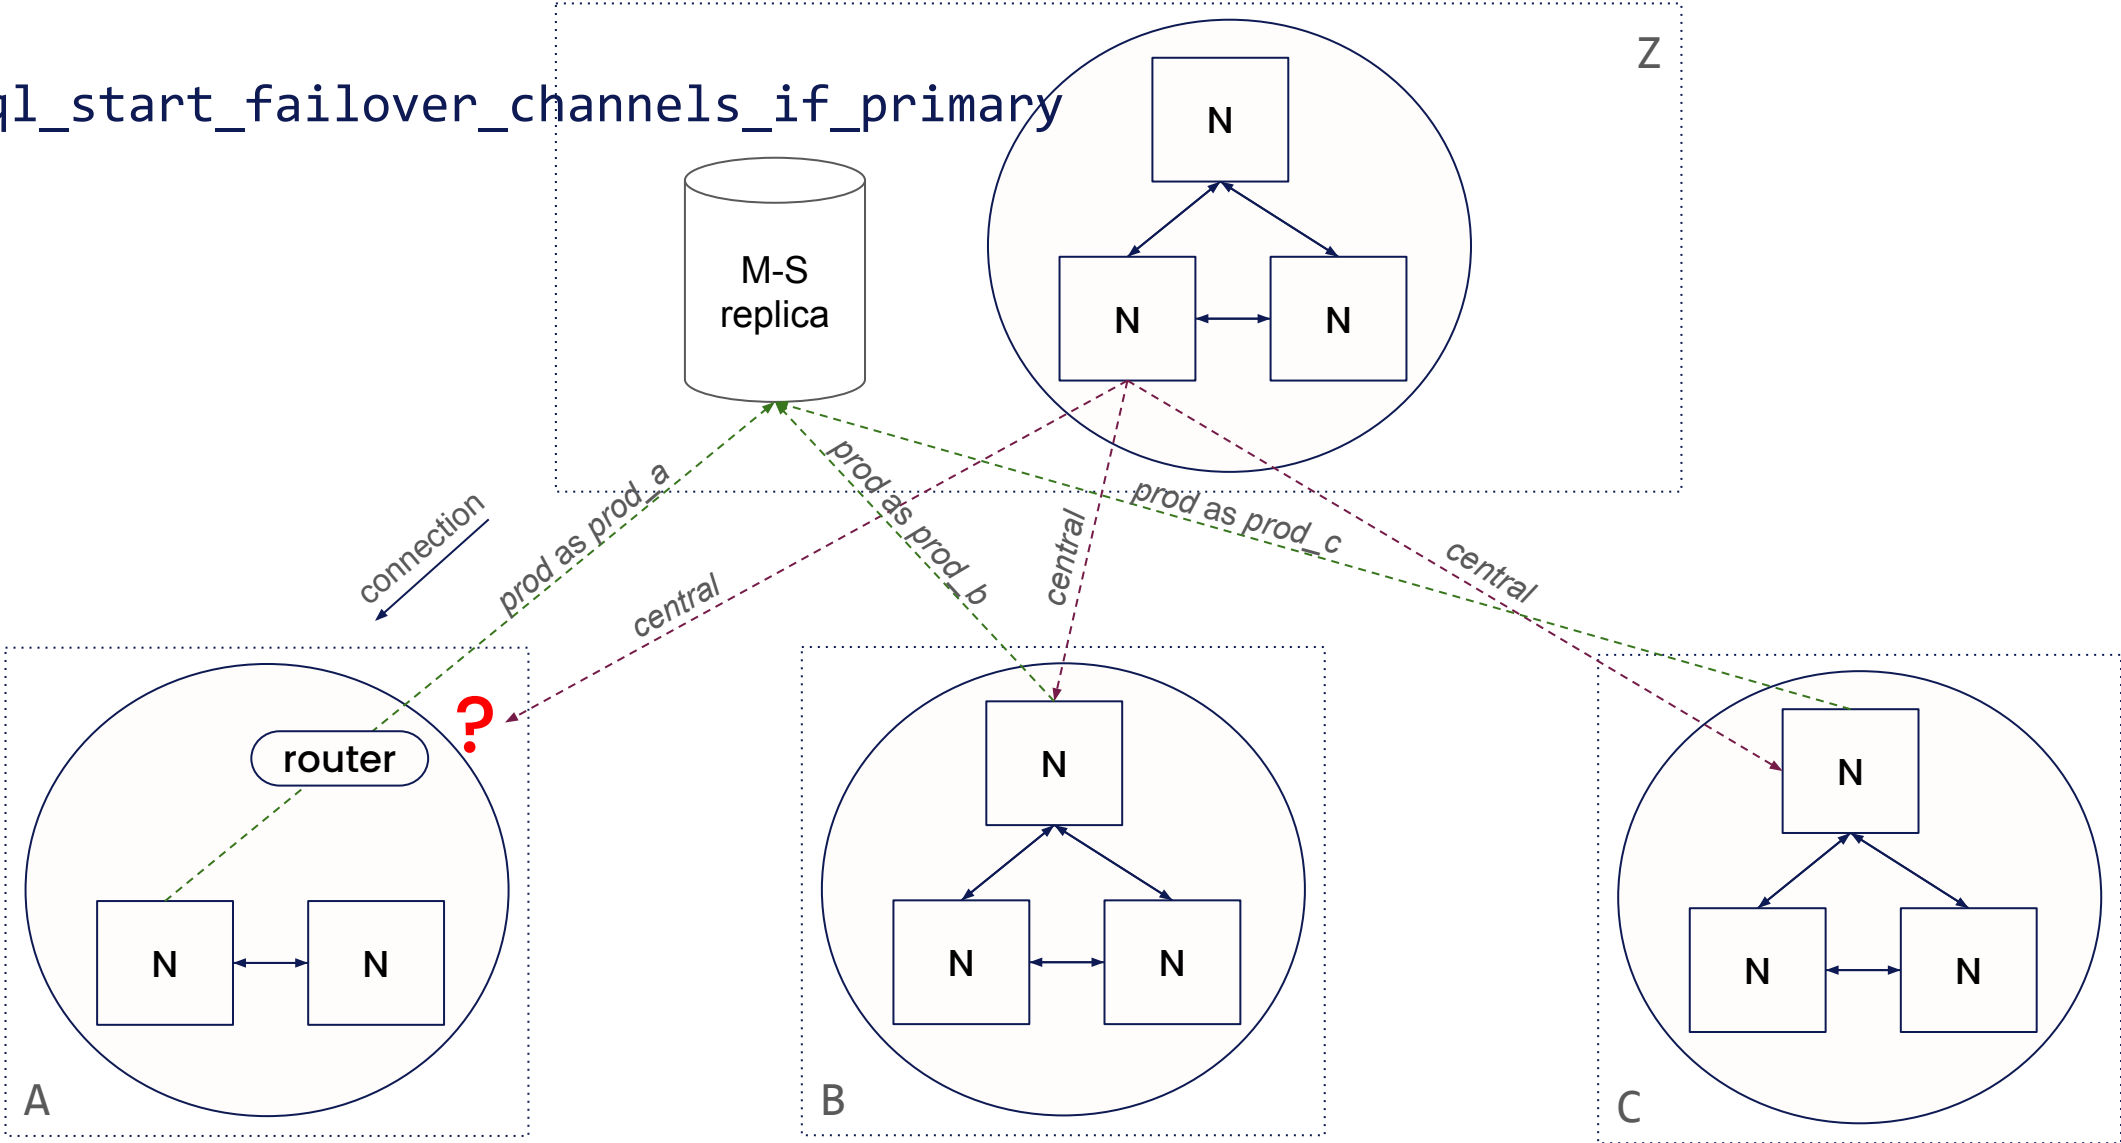 Z
ql_start_failover_channels_if_primary
N
M-S
replica
N
N
connection
prod as prod_a
central
prod as prod_b
central
prod as prod_c
central
?
router
N
N
A
N
N
N
B
N
N
N
C